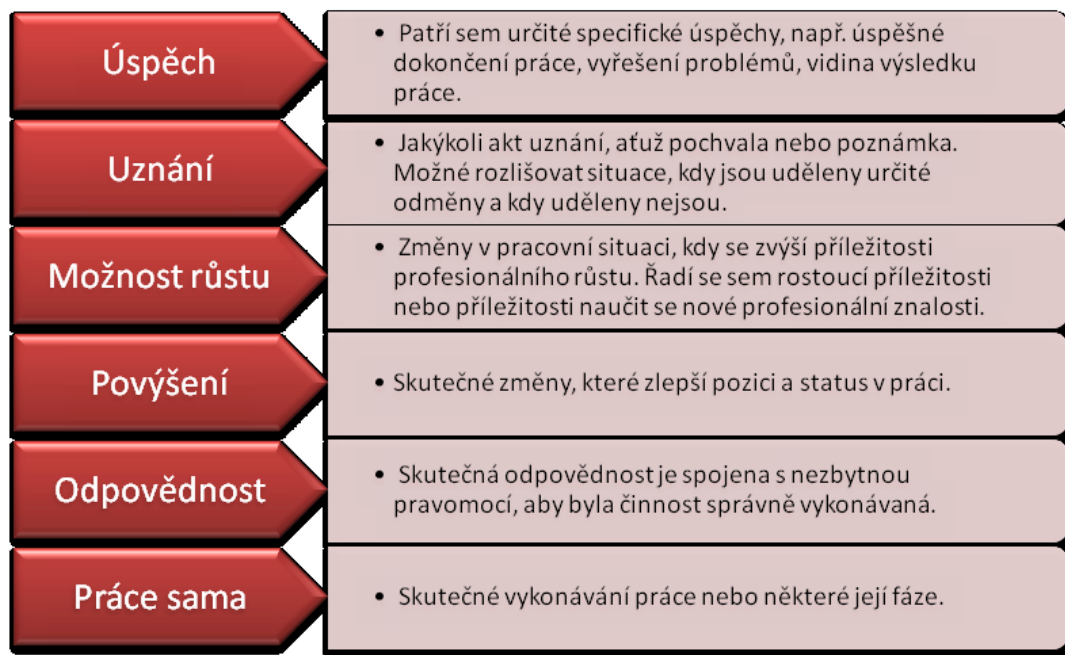 Úspěch
• Patří sem určité specifické úspěchy, např. úspěšné
dokončení práce, vyřešení problémů, vidina výsledku
práce.
Uznání
• Jakýkoli akt uznání, aťuž pochvala nebo poznámka.
Možné rozlišovat situace, kdy jsou uděleny určité
odměny a kdy uděleny nejsou.
Možnost růstu
• Změny v pracovní situaci, kdy se zvýší příležitosti
profesionálního růstu. Řadí se sem rostoucí příležitosti
nebo příležitosti naučit se nové profesionální znalosti.
Povýšení
• Skutečné změny, které zlepší pozici a status v práci.
Odpovědnost
• Skutečná odpovědnost je spojena s nezbytnou
pravomocí, aby byla činnost správně vykonávaná.
Práce sama
• Skutečné vykonávání práce nebo některé její fáze.